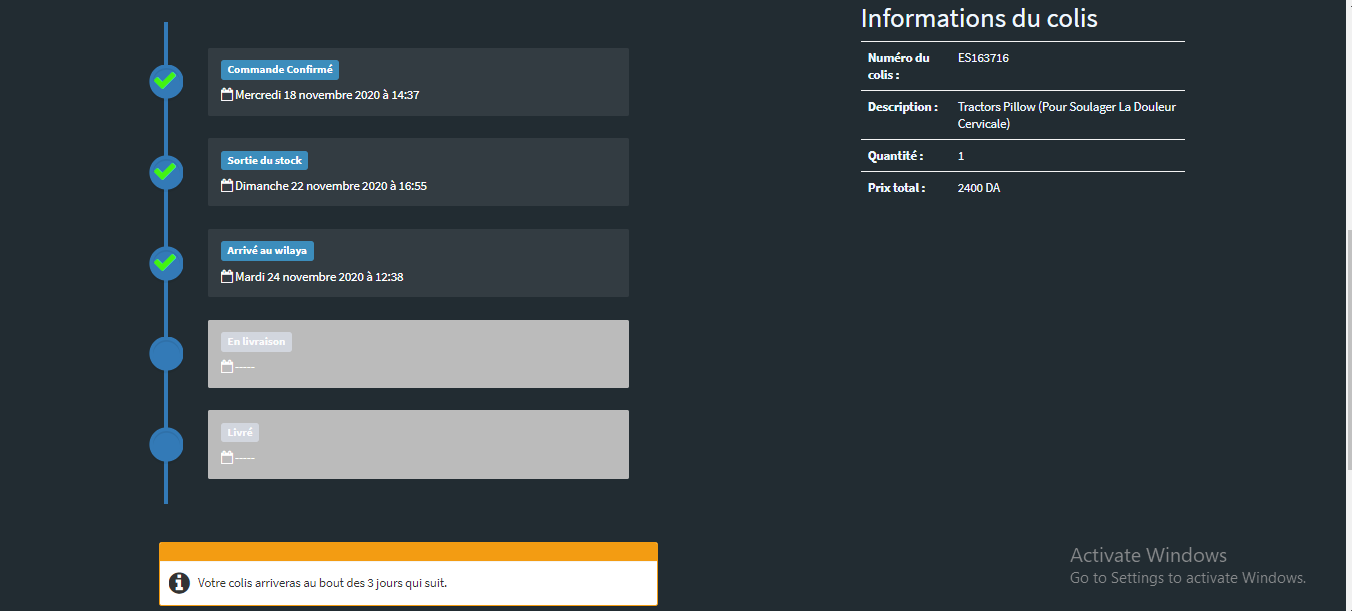 Commande Confirmé
Mercredi 18 novembre 2020 à 14:37
Sortie du stock
Dimanche 22 novembre 2020 à 16:55
Arrivé au wilaya
Mardi 24 novembre 2020 à 12:38
En livraison
-----
Livré
-----
Votre colis arriveras au bout des 3 jours qui suit.
Informations du colis
Numéro du
colis :
ES163716
Description :
Tractors Pillow (Pour Soulager La Douleur
Cervicale)
Quantité :
1
Prix total :
2400 DA
Activate Windows
Go to Settings to activate Windows.